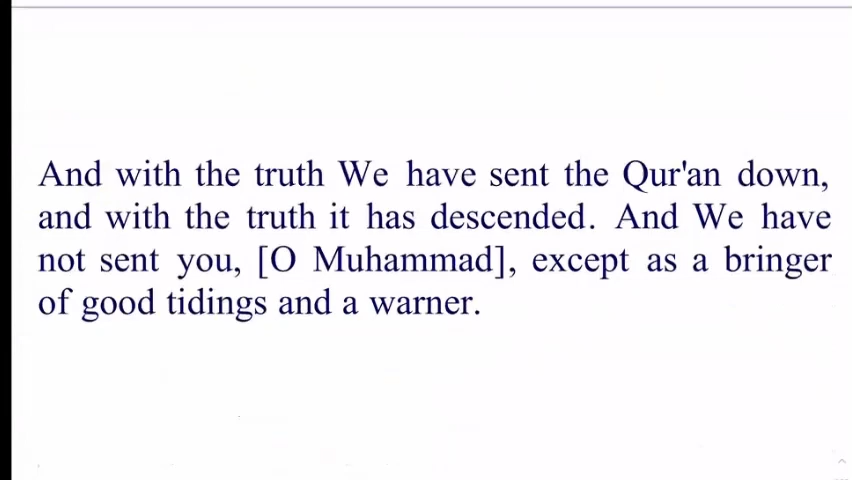 And with the truth We have sent the Qur'an down,
and with the truth it has descended. And We have
not sent you, [O Muhammad], except as a bringer
of good tidings and a warner.